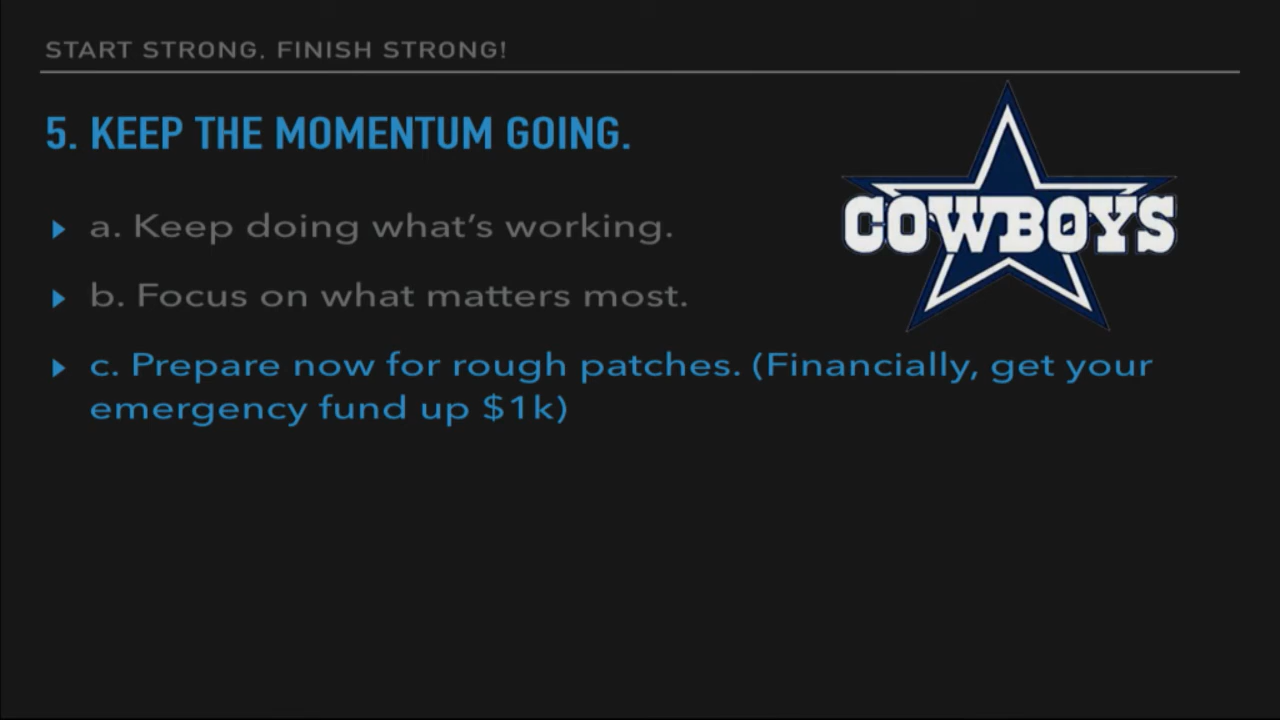 START STRONG, FINISH STRONG!
5. KEEP THE MOMENTUM GOING.
COWBOYS
a. Keep doing what's working.
b. Focus on what matters most.
c. Prepare now for rough patches. (Financially, get your
emergency fund up $1k)